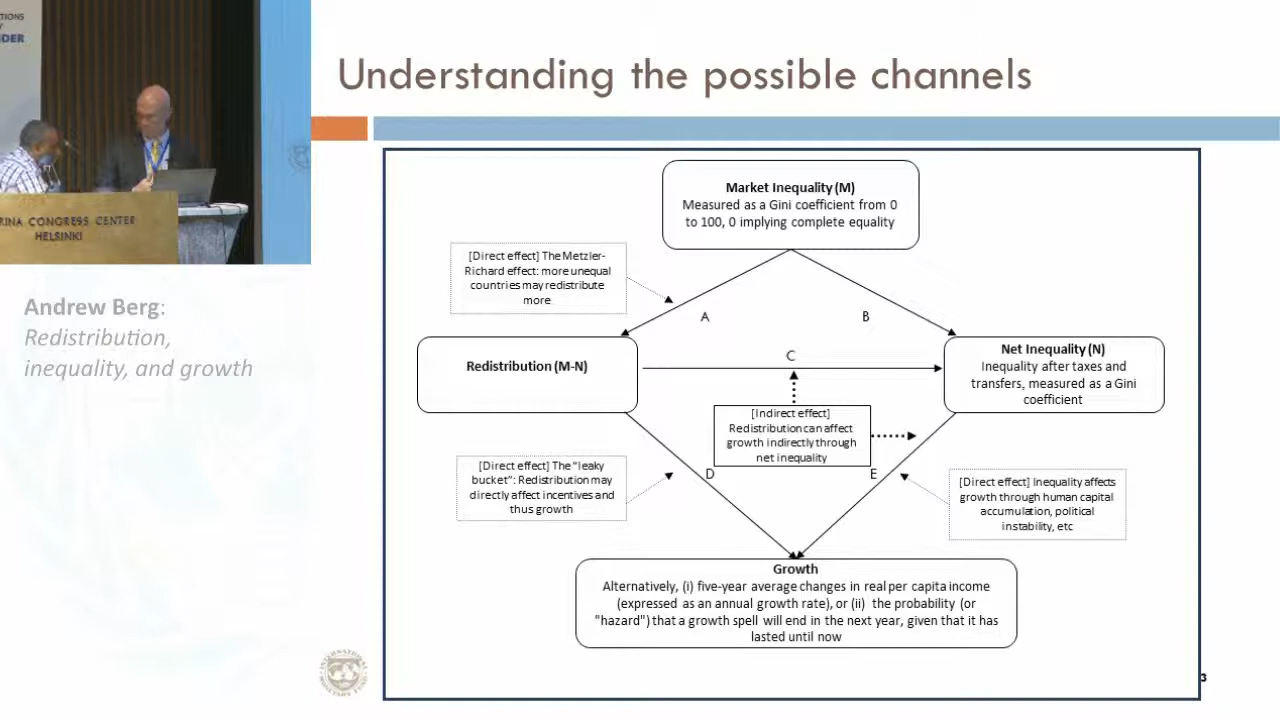 TIONS
Y
NDER
RINA CONGRESS CENTER
HELSINKI
Andrew Berg:
Redistribution,
inequality, and growth
Understanding the possible channels
Market Inequality (M)
Measured as a Gini coefficient from 0
to 100, 0 implying complete equality
[Direct effect] The Metzler-
Richard effect: more unequal
countries may redistribute
more
A
B
Redistribution (M-N)
C
Net Inequality (N)
Inequality after taxes and
transfers, measured as a Gini
coefficient
[Indirect effect]
Redistribution can affect
growth indirectly through
net inequality
[Direct effect] The "leaky
bucket": Redistribution may
directly affect incentives and
thus growth
D
E
[Direct effect] Inequality affects
growth through human capital
accumulation, political
instability, etc
Growth
Alternatively, (i) five-year average changes in real per capita income
(expressed as an annual growth rate), or (ii) the probability (or
"hazard") that a growth spell will end in the next year, given that it has
lasted until now
INTERNATIONAL
MONETARY FUND
3